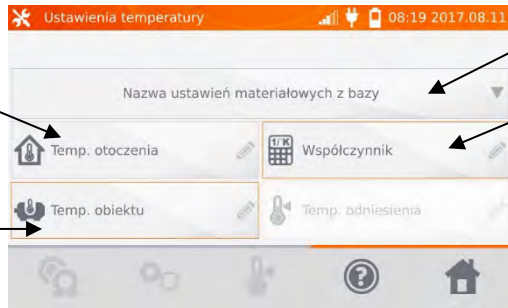 Ustawienia temperatury 08:19 2017.08.11
Nazwa ustawień materiałowych z bazy
Temp. otoczenia
1/°K Współczynnik
Temp. obiektu
Temp. odniesienia
?